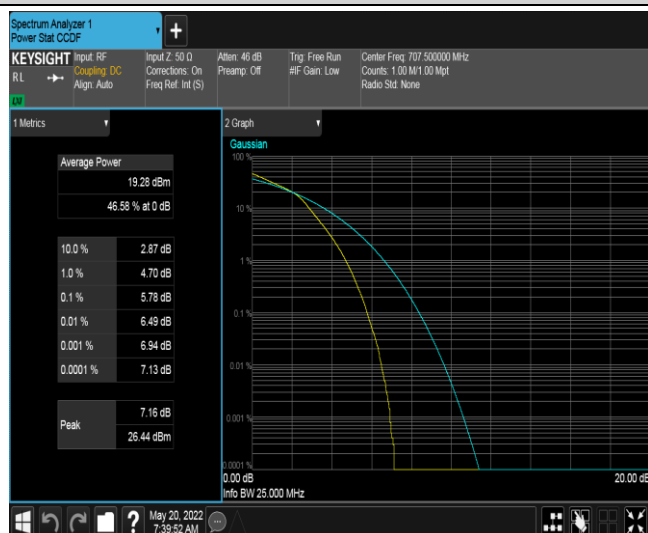 Spectrum Analyzer 1
Power Stat CCDF
+
KEYSIGHT
RL
LXI
Input: RF
Coupling: DC
Align: Auto
Input Z: 50 Ω
Corrections: On
Freq Ref: Int (S)
Atten: 46 dB
Preamp: Off
Trig: Free Run
#IF Gain: Low
Center Freq: 707.500000 MHz
Counts: 1.00 M/1.00 Mpt
Radio Std: None
1 Metrics
Average Power
19.28 dBm
46.58 % at 0 dB
10.0 % 2.87 dB
1.0 % 4.70 dB
0.1 % 5.78 dB
0.01 % 6.49 dB
0.001 % 6.94 dB
0.0001 % 7.13 dB
Peak
7.16 dB
26.44 dBm
2 Graph
Gaussian
100 %
10 %
1 %
0.1 %
0.01 %
0.001 %
0.0001 %
0.00 dB 20.00 dB
Info BW 25.000 MHz
?
May 20, 2022
7:39:52 AM